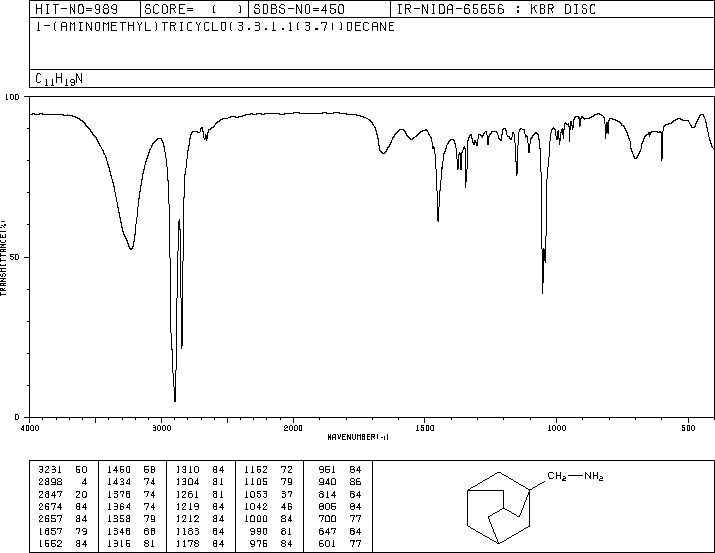 HIT-NO=989 SCORE= ( ) SDBS-NO=450 IR-NIDA-65656 : KBR DISC
1-(AMINOMETHYL)TRICYCLO(3.3.1.1(3.7))DECANE
C11H19N
100
50
0
TRANSMITTANCE(%)
4000 3000 2000 1500 1000 500
WAVENUMBER(-1)
3231 60 1450 58 1310 84 1152 72 951 84
2898 4 1434 74 1304 81 1105 79 940 86
2847 20 1378 74 1261 81 1053 37 814 84
2674 84 1364 74 1219 84 1042 46 806 84
2657 84 1358 79 1212 84 1000 84 700 77
1657 79 1348 68 1183 84 990 81 647 84
1552 84 1315 81 1178 84 976 84 601 77
CH2—NH2